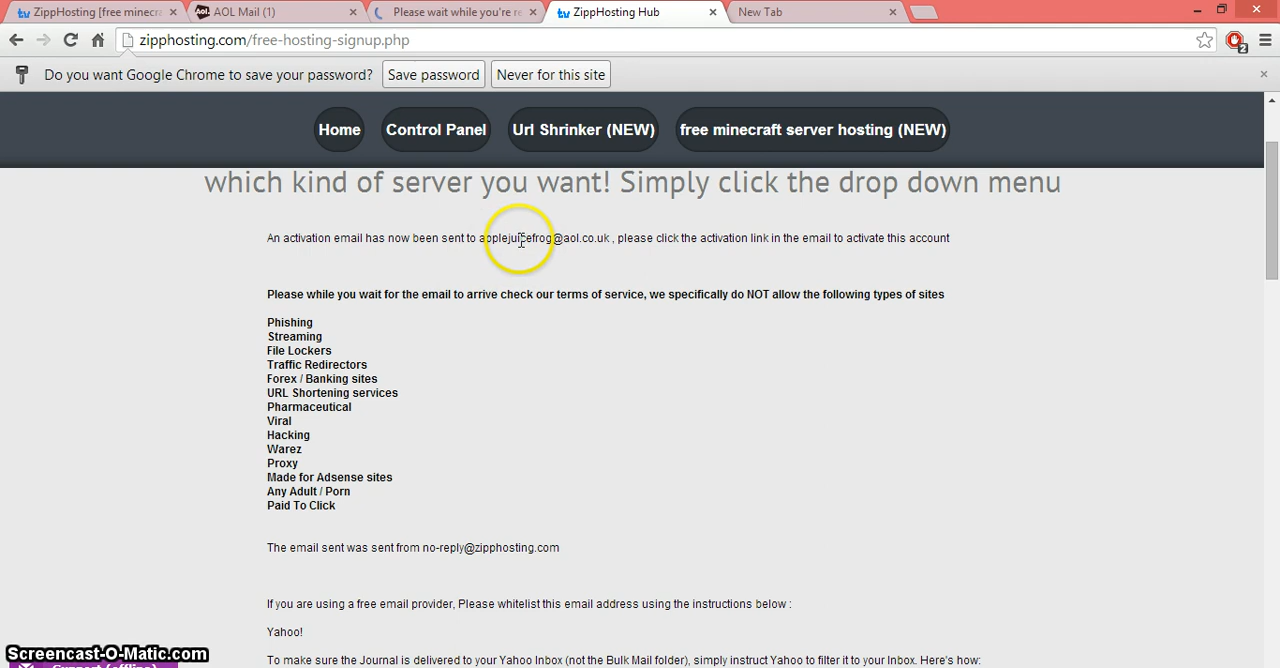 ZippHosting [free minecra
AOL Mail (1)
Please wait while you're re
ZippHosting Hub
New Tab
zipphosting.com/free-hosting-signup.php
Do you want Google Chrome to save your password?
Save password
Never for this site
Home
Control Panel
Url Shrinker (NEW)
free minecraft server hosting (NEW)
which kind of server you want! Simply click the drop down menu
An activation email has now been sent to applejuicefrog@aol.co.uk , please click the activation link in the email to activate this account
Please while you wait for the email to arrive check our terms of service, we specifically do NOT allow the following types of sites
Phishing
Streaming
File Lockers
Traffic Redirectors
Forex / Banking sites
URL Shortening services
Pharmaceutical
Viral
Hacking
Warez
Proxy
Made for Adsense sites
Any Adult / Porn
Paid To Click
The email sent was sent from no-reply@zipphosting.com
If you are using a free email provider, Please whitelist this email address using the instructions below :
Yahoo!
To make sure the Journal is delivered to your Yahoo Inbox (not the Bulk Mail folder), simply instruct Yahoo to filter it to your Inbox. Here's how:
Screencast-O-Matic.com
Support (offline)